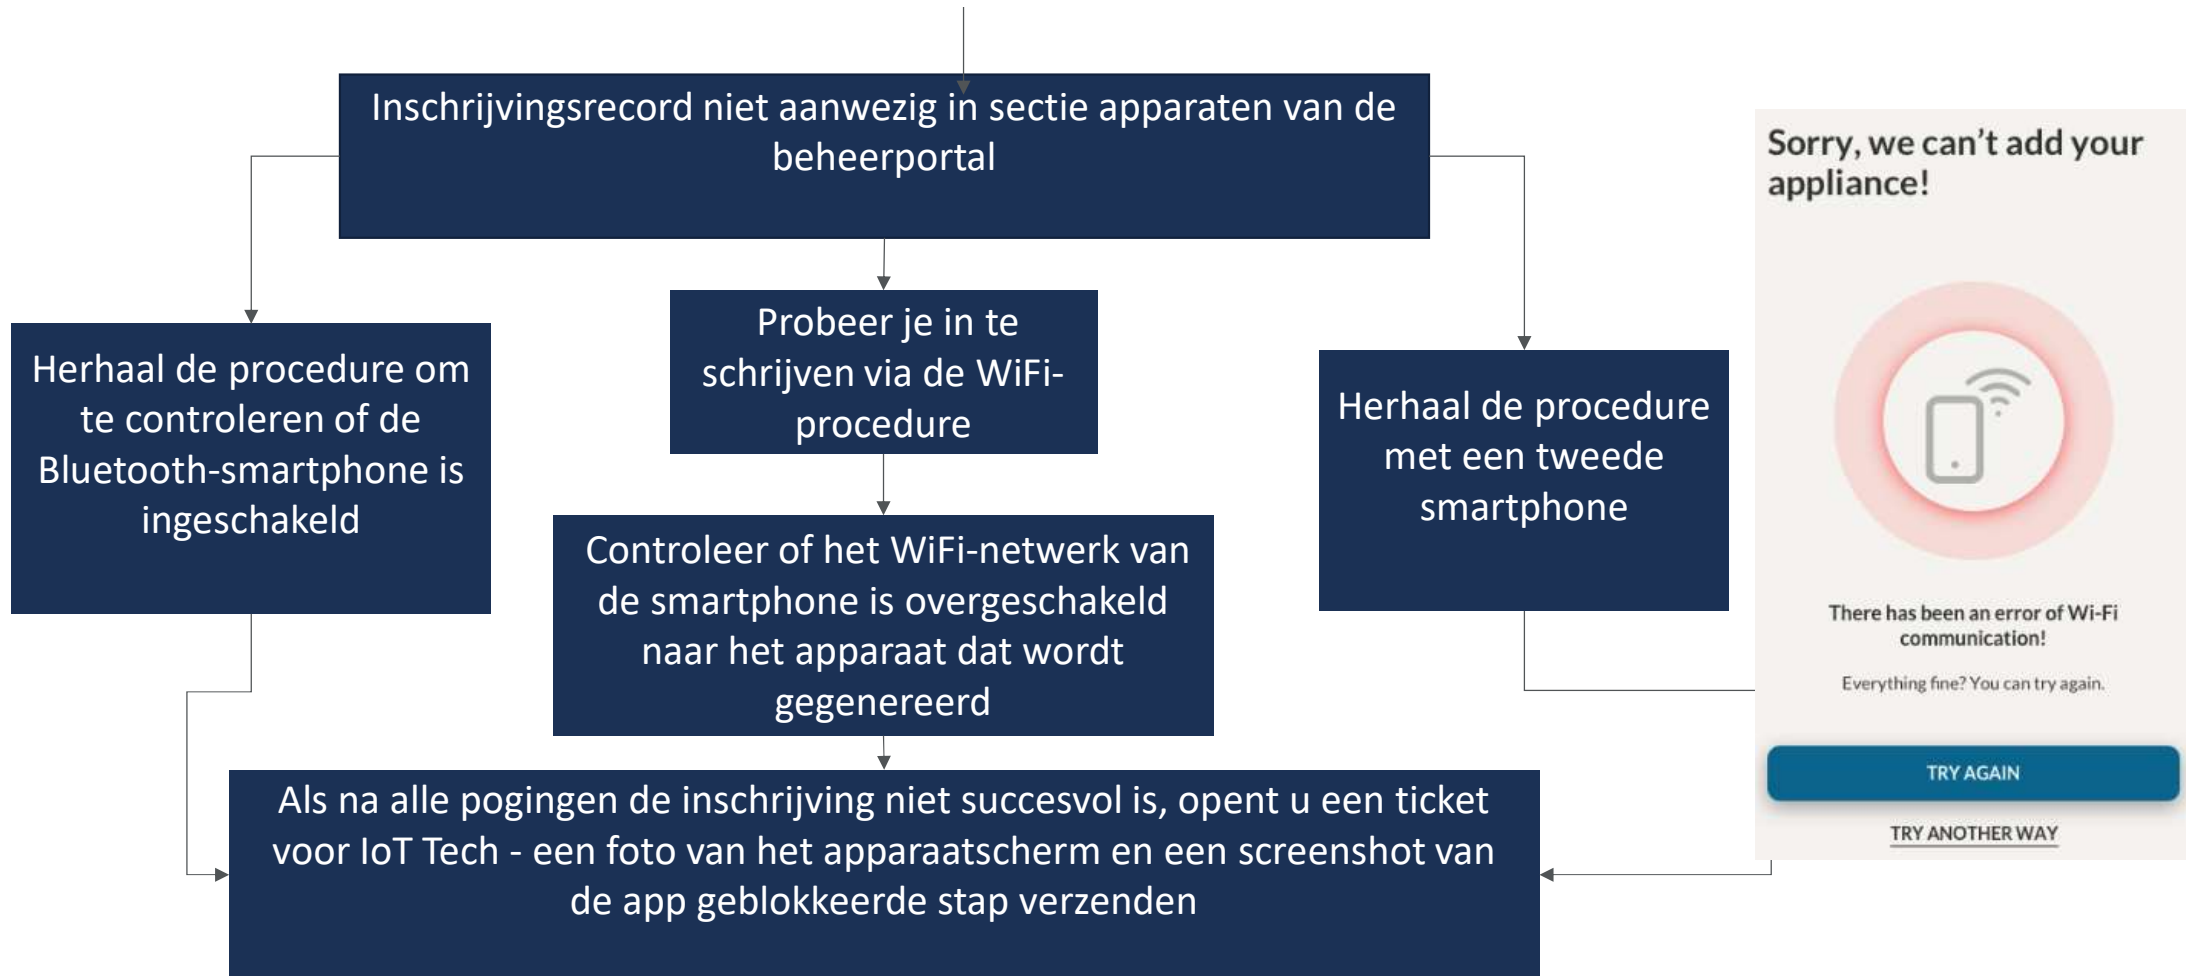 Inschrijvingsrecord niet aanwezig in sectie apparaten van de
beheerportal
Herhaal de procedure om
te controleren of de
Bluetooth-smartphone is
ingeschakeld
Probeer je in te
schrijven via de WiFi-
procedure
Controleer of het WiFi-netwerk van
de smartphone is overgeschakeld
naar het apparaat dat wordt
gegenereerd
Herhaal de procedure
met een tweede
smartphone
Als na alle pogingen de inschrijving niet succesvol is, opent u een ticket
voor IoT Tech - een foto van het apparaatscherm en een screenshot van
de app geblokkeerde stap verzenden
Sorry, we can’t add your
appliance!
There has been an error of Wi-Fi
communication!
Everything fine? You can try again.
TRY AGAIN
TRY ANOTHER WAY